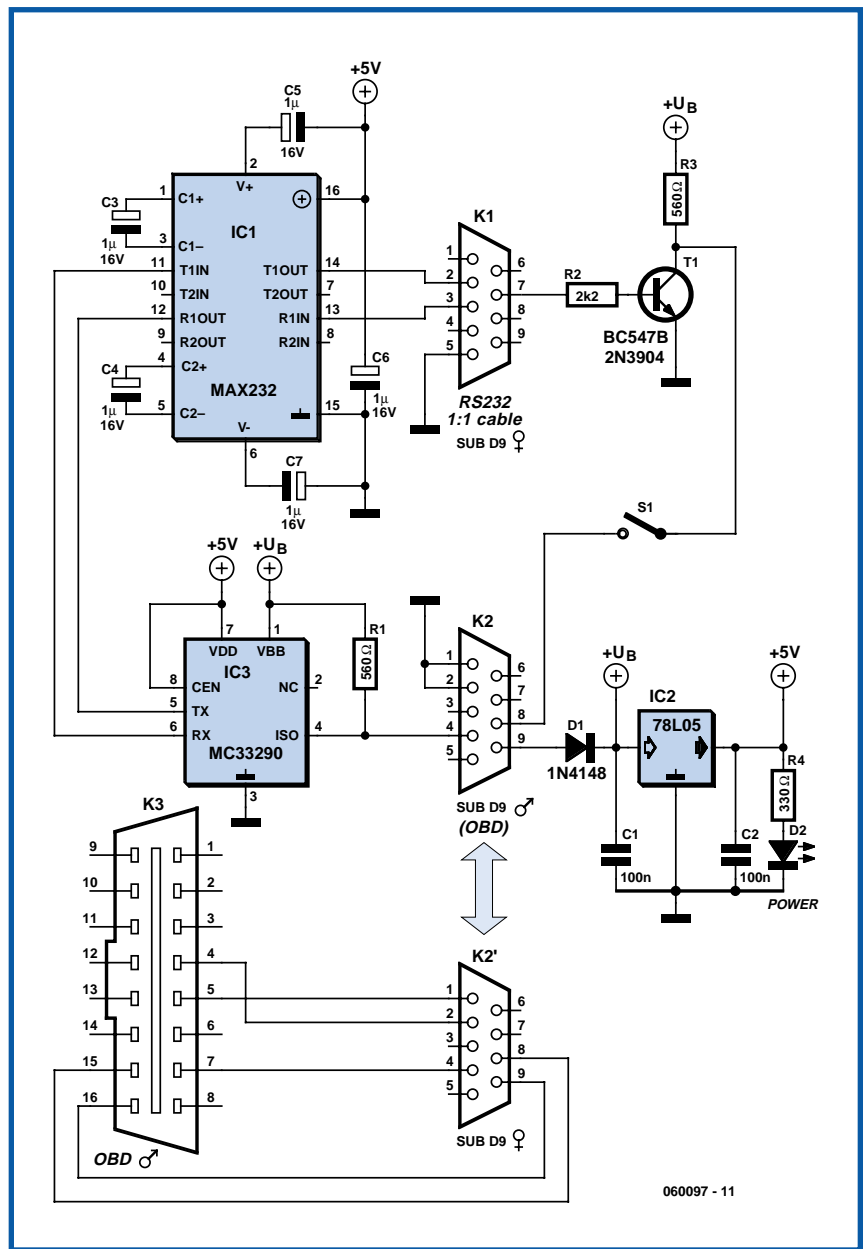 +5V
C5
1µ
16V
2
V+
1
C1+
16
C3
1µ
16V
3
C1–
IC1
11
T1IN
T1OUT
14
10
T2IN
T2OUT
7
12
R1OUT
R1IN
13
9
R2OUT
R2IN
8
4
C2+
C4
1µ
16V
5
C2–
MAX232
15
C6
1µ
16V
V-
6
C7
1µ
16V
K1
1
2
3
4
5
6
7
8
9
RS232
1:1 cable
SUB D9 ♀
R2
2k2
+UB
R3
560Ω
T1
BC547B
2N3904
S1
+5V
+UB
7
1
VDD
VBB
R1
560Ω
8
CEN
IC3
NC
2
5
TX
6
RX
ISO
4
MC33290
3
K2
1
2
3
4
5
6
7
8
9
SUB D9 ♂
(OBD)
D1
1N4148
+UB
IC2
78L05
+5V
R4
330Ω
C1
100n
C2
100n
D2
POWER
K3
9
10
11
12
13
14
15
16
1
2
3
4
5
6
7
8
OBD ♂
K2'
1
2
3
4
5
6
7
8
9
SUB D9 ♀
060097 - 11